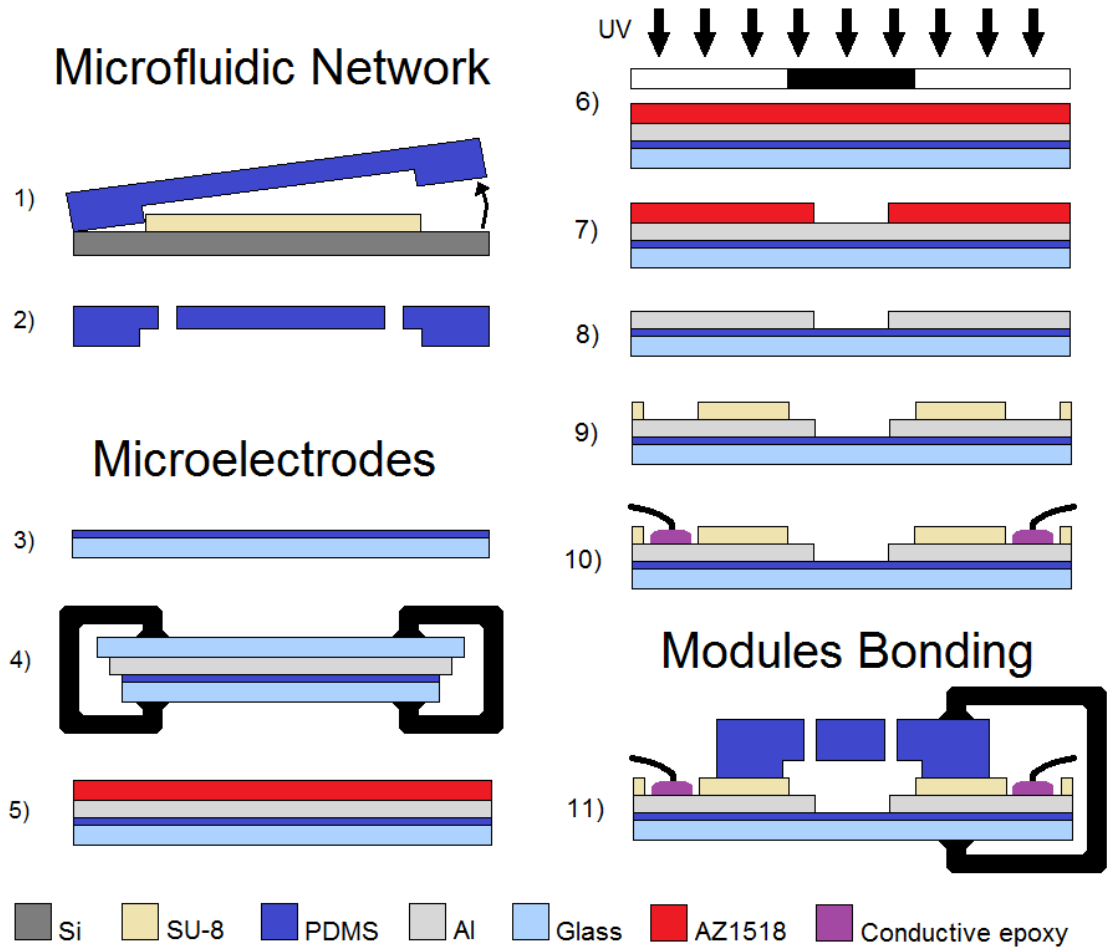 Microfluidic Network
1)
2)
Microelectrodes
3)
4)
5)
UV
6)
7)
8)
9)
10)
Modules Bonding
11)
Si
SU-8
PDMS
Al
Glass
AZ1518
Conductive epoxy